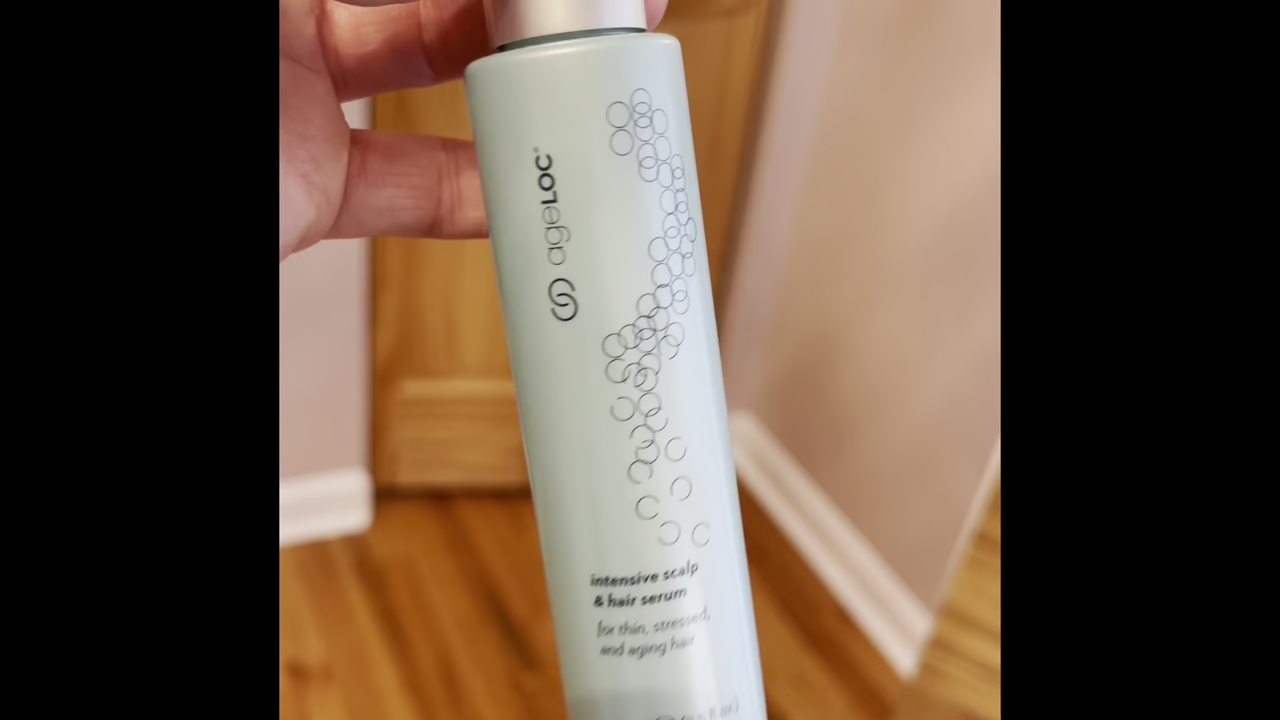 ageLOC®
intensive scalp
& hair serum
for thin, stressed,
and aging hair